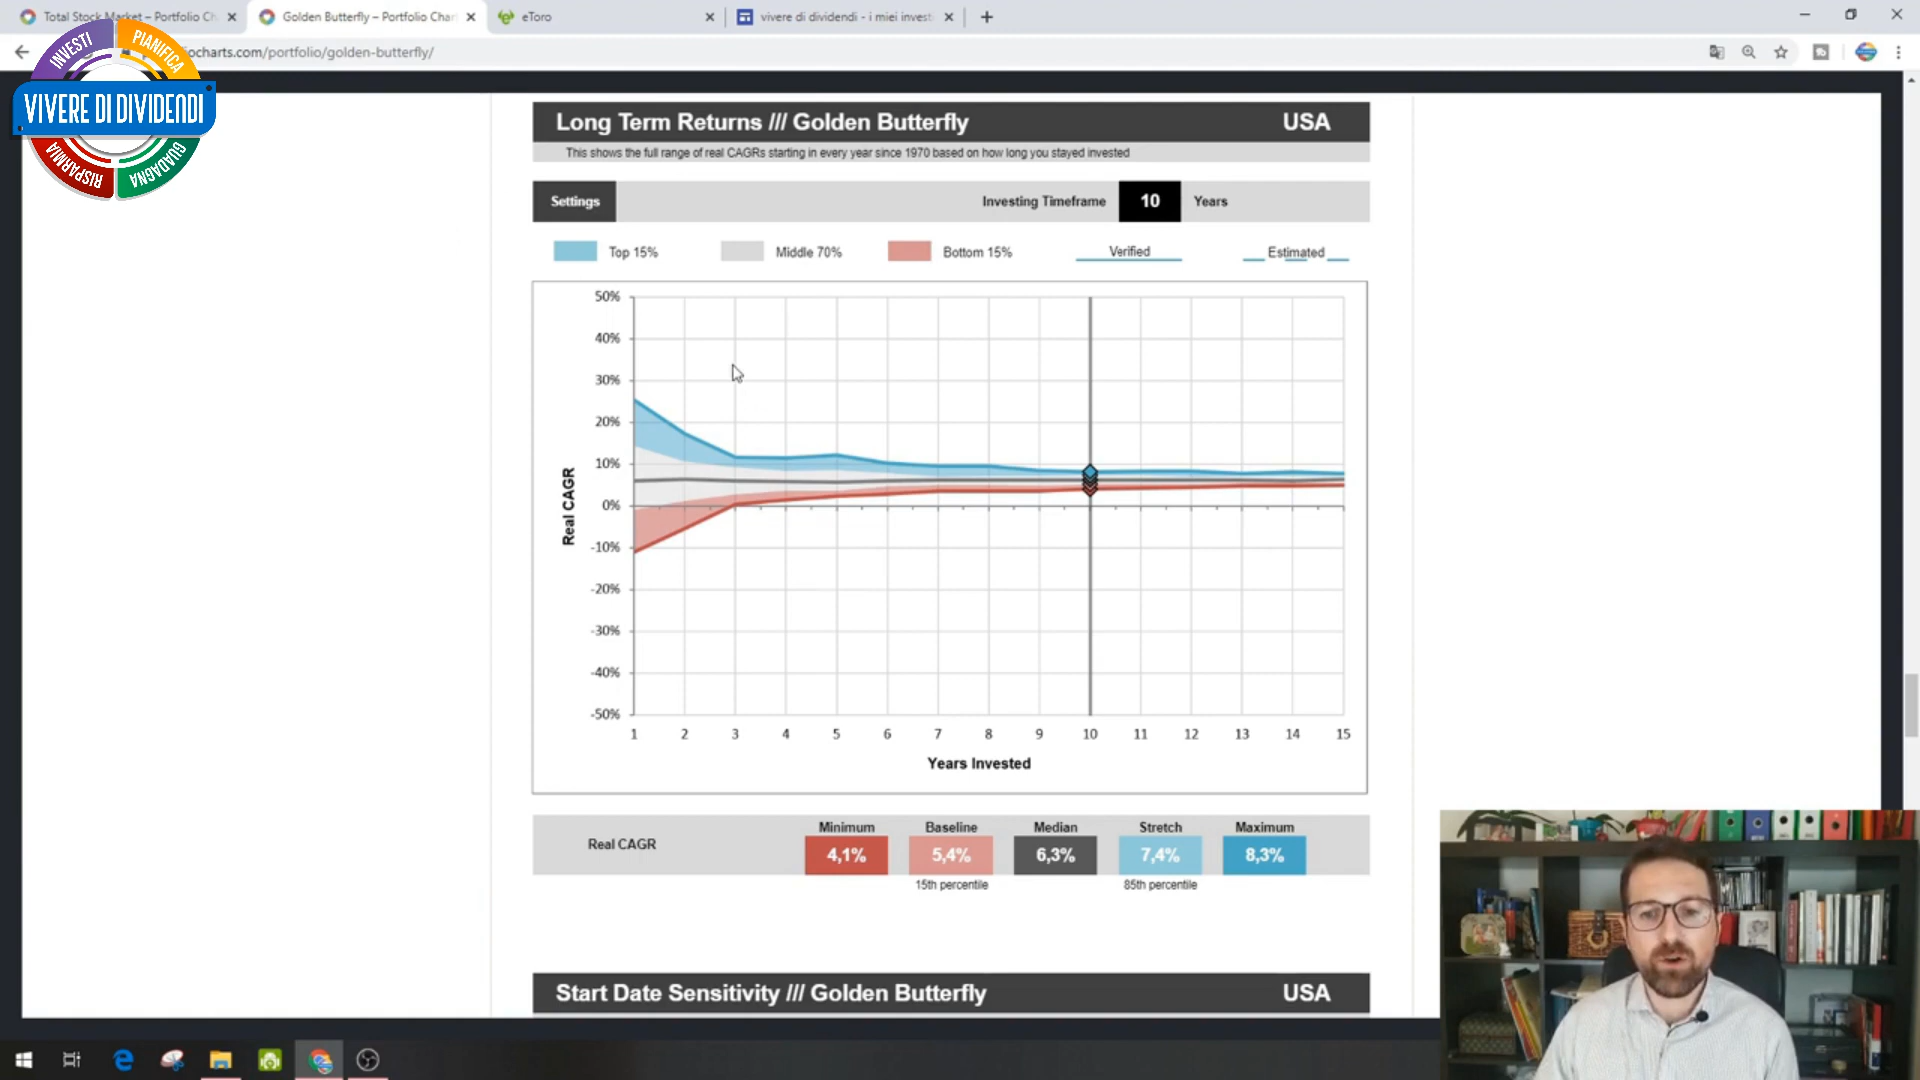 Total Stock Market – Portfolio Ch
Golden Butterfly – Portfolio Char
eToro
vivere di dividendi - i miei investi
iocharts.com/portfolio/golden-butterfly/
INVESTI
PIANIFICA
VIVERE DI DIVIDENDI
RISPARMIA
GUADAGNA
Long Term Returns /// Golden Butterfly
USA
This shows the full range of real CAGRs starting in every year since 1970 based on how long you stayed invested
Settings
Investing Timeframe
10
Years
Top 15%
Middle 70%
Bottom 15%
Verified
Estimated
50%
40%
30%
20%
10%
0%
-10%
-20%
-30%
-40%
-50%
Real CAGR
1 2 3 4 5 6 7 8 9 10 11 12 13 14 15
Years Invested
Minimum Baseline Median Stretch Maximum
Real CAGR
4,1% 5,4% 6,3% 7,4% 8,3%
15th percentile
85th percentile
Start Date Sensitivity /// Golden Butterfly
USA